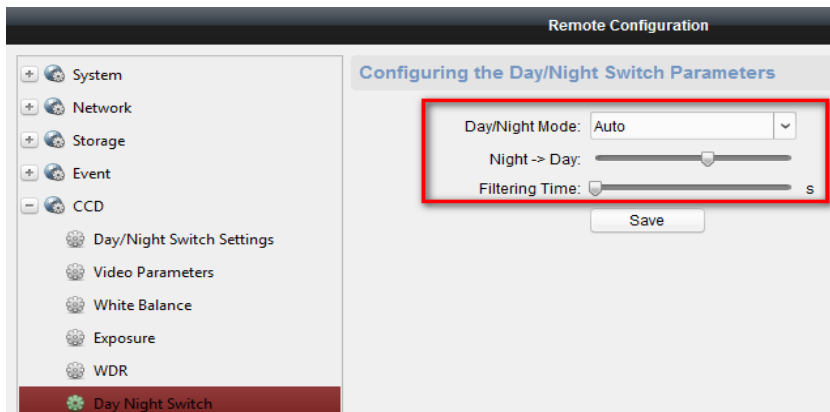 Remote Configuration
System
Network
Storage
Event
CCD
Day/Night Switch Settings
Video Parameters
White Balance
Exposure
WDR
Day Night Switch
Configuring the Day/Night Switch Parameters
Day/Night Mode: Auto
Night -> Day:
Filtering Time: s
Save